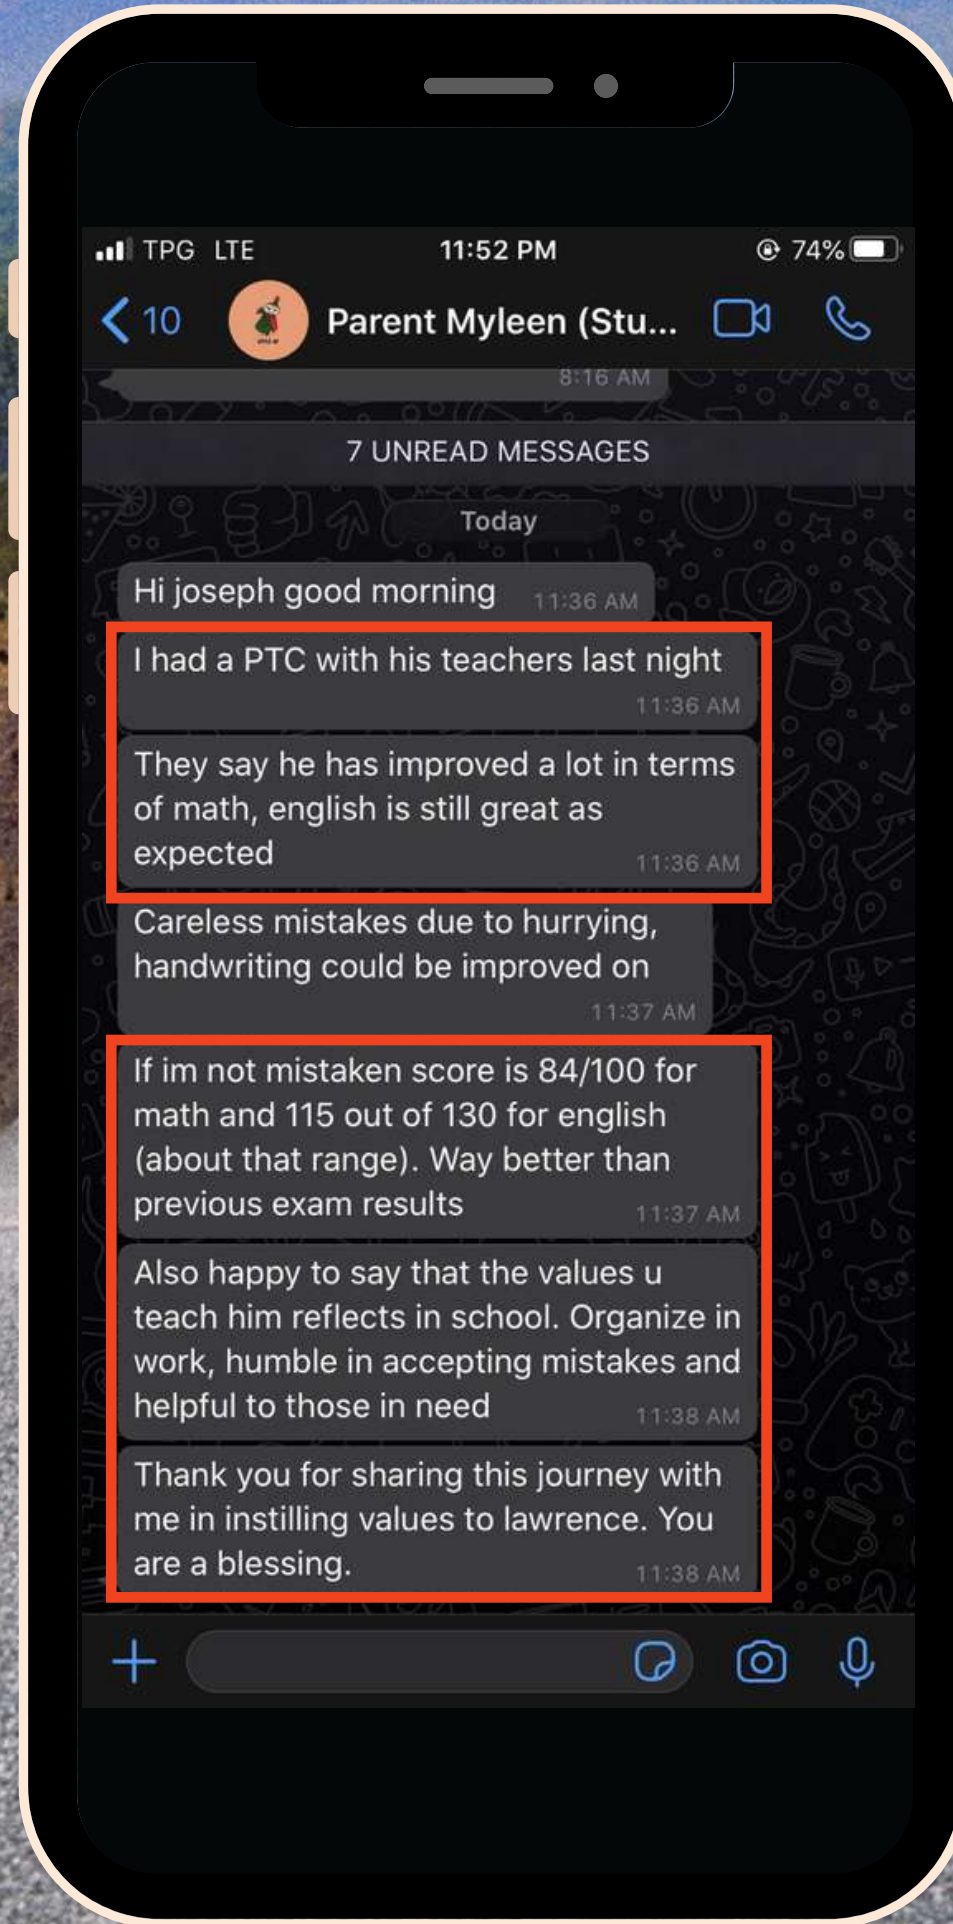 TPG LTE 11:52 PM 74%
10 Parent Myleen (Stu...
8:16 AM
7 UNREAD MESSAGES
Today
Hi joseph good morning 11:36 AM
I had a PTC with his teachers last night
11:36 AM
They say he has improved a lot in terms
of math, english is still great as
expected 11:36 AM
Careless mistakes due to hurrying,
handwriting could be improved on
11:37 AM
If im not mistaken score is 84/100 for
math and 115 out of 130 for english
(about that range). Way better than
previous exam results 11:37 AM
Also happy to say that the values u
teach him reflects in school. Organize in
work, humble in accepting mistakes and
helpful to those in need 11:38 AM
Thank you for sharing this journey with
me in instilling values to lawrence. You
are a blessing. 11:38 AM